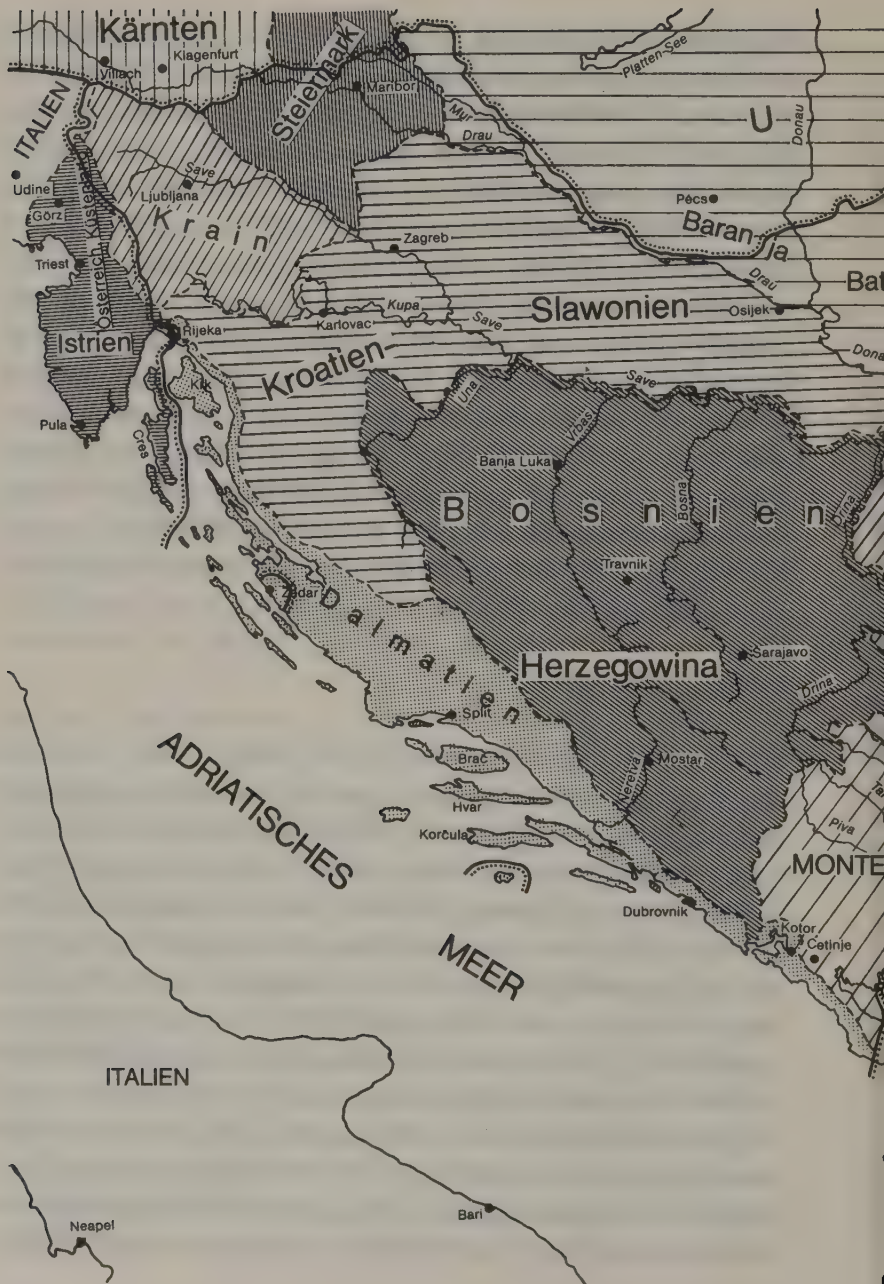 Kärnten
Klagenfurt
Villach
Steiermark
Maribor
Platten-See
Mur
Drau
U
Donau
ITALIEN
Udine
Görz
Triest
Österreich. Küstenland
Save
Ljubljana
Krain
Pécs
Baranja
Bat
Zagreb
Drau
Slawonien
Osijek
Kupa
Karlovac
Save
Dona
Istrien
Rijeka
Kroatien
Krk
Pula
Cres
Una
Save
Vrbas
Banja Luka
Bosnien
Bosna
Drina
Travnik
Zadar
Dalmatien
Herzegowina
Sarajavo
Drina
Split
Brač
Mostar
Neretva
Hvar
Korčula
Piva
MONTE
ADRIATISCHES
MEER
Dubrovnik
Kotor
Cetinje
ITALIEN
Bari
Neapel